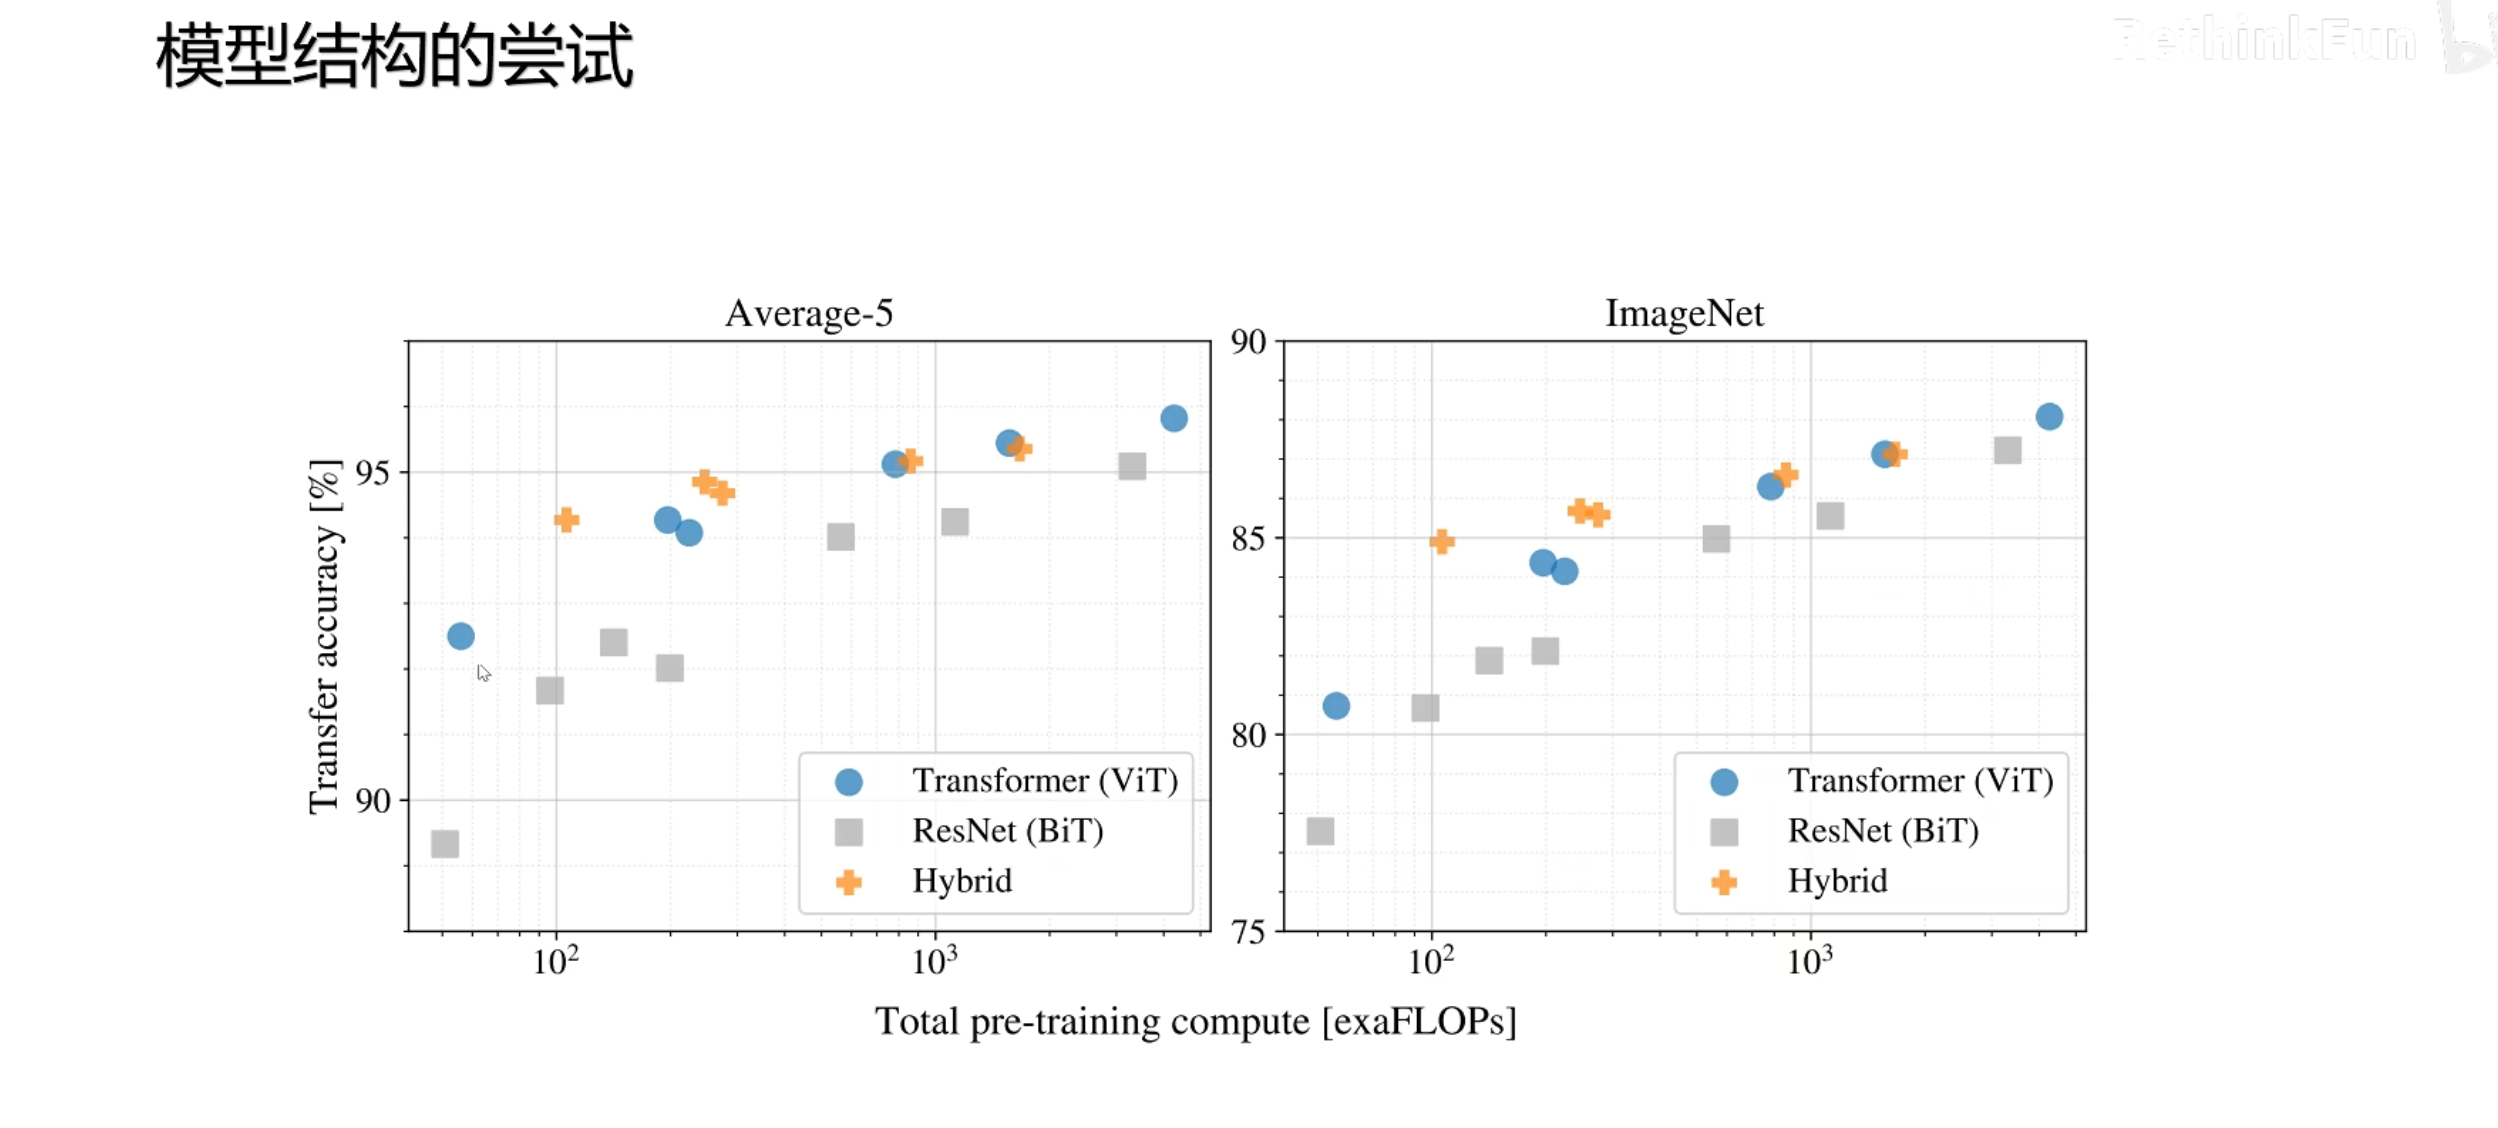 模型结构的尝试
RethinkFun
Average-5
ImageNet
Transfer accuracy [%]
95
90
90
85
80
75
Transformer (ViT)
ResNet (BiT)
Hybrid
Transformer (ViT)
ResNet (BiT)
Hybrid
10²
10³
10²
10³
Total pre-training compute [exaFLOPs]